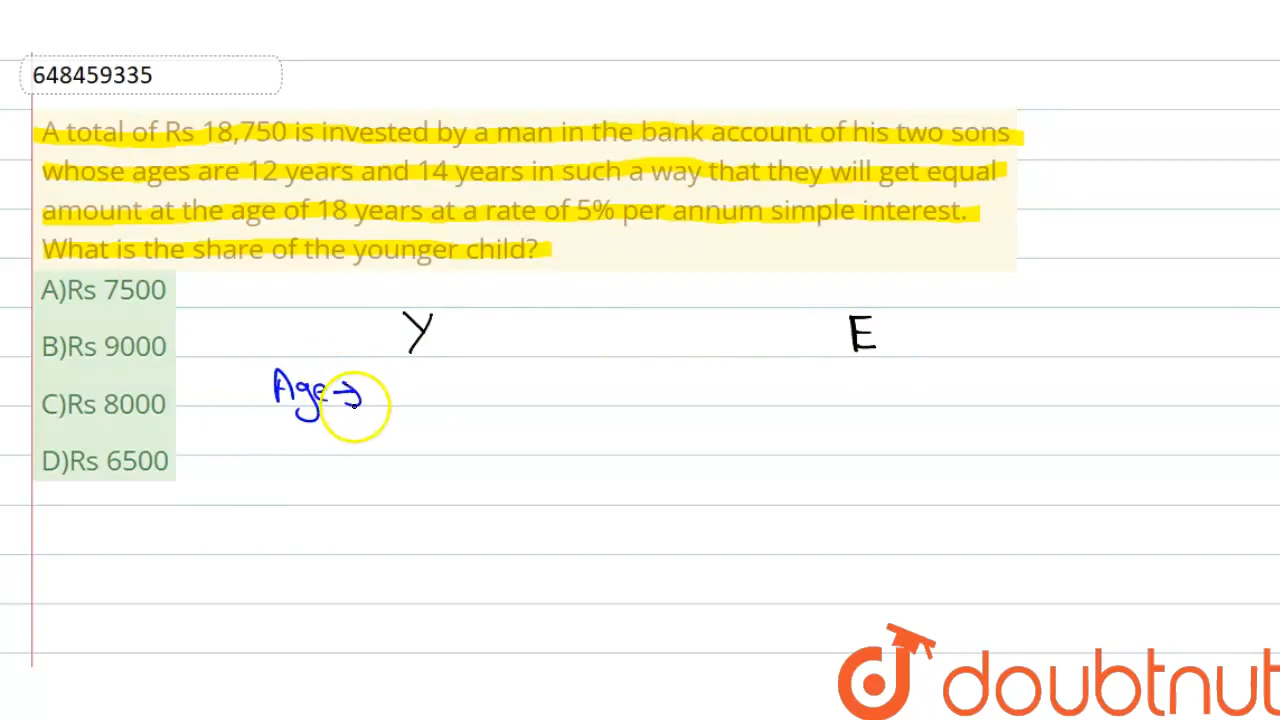 648459335
A total of Rs 18,750 is invested by a man in the bank account of his two sons
whose ages are 12 years and 14 years in such a way that they will get equal
amount at the age of 18 years at a rate of 5% per annum simple interest.
What is the share of the younger child?
A)Rs 7500
B)Rs 9000
C)Rs 8000
D)Rs 6500
Y E
Age →
doubtnut